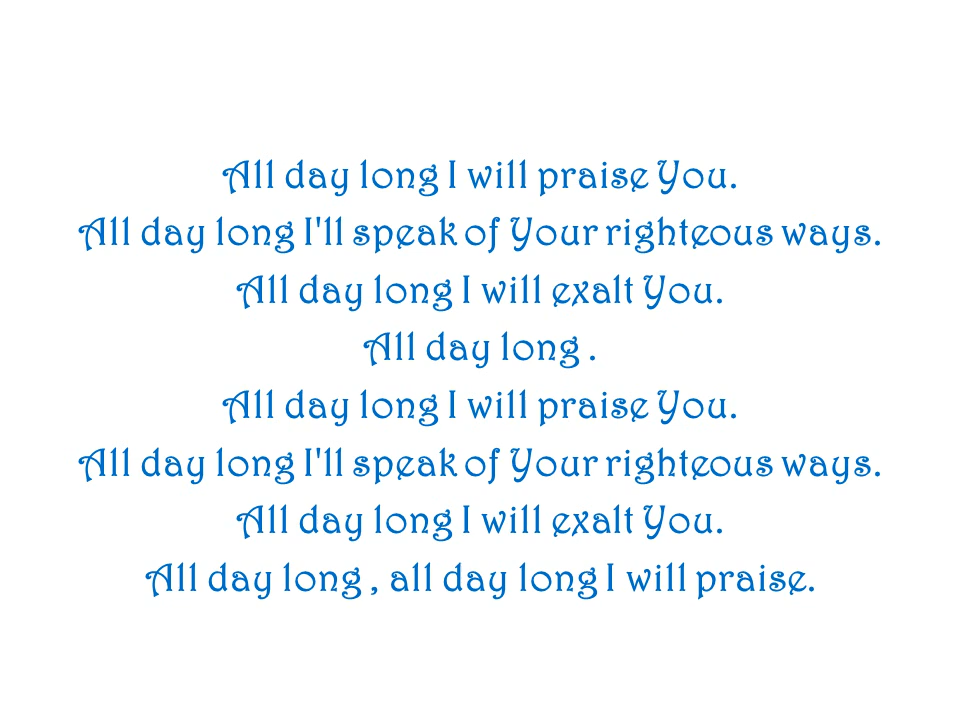 All day long I will praise You.
All day long I'll speak of Your righteous ways.
All day long I will exalt You.
All day long .
All day long I will praise You.
All day long I'll speak of Your righteous ways.
All day long I will exalt You.
All day long , all day long I will praise.